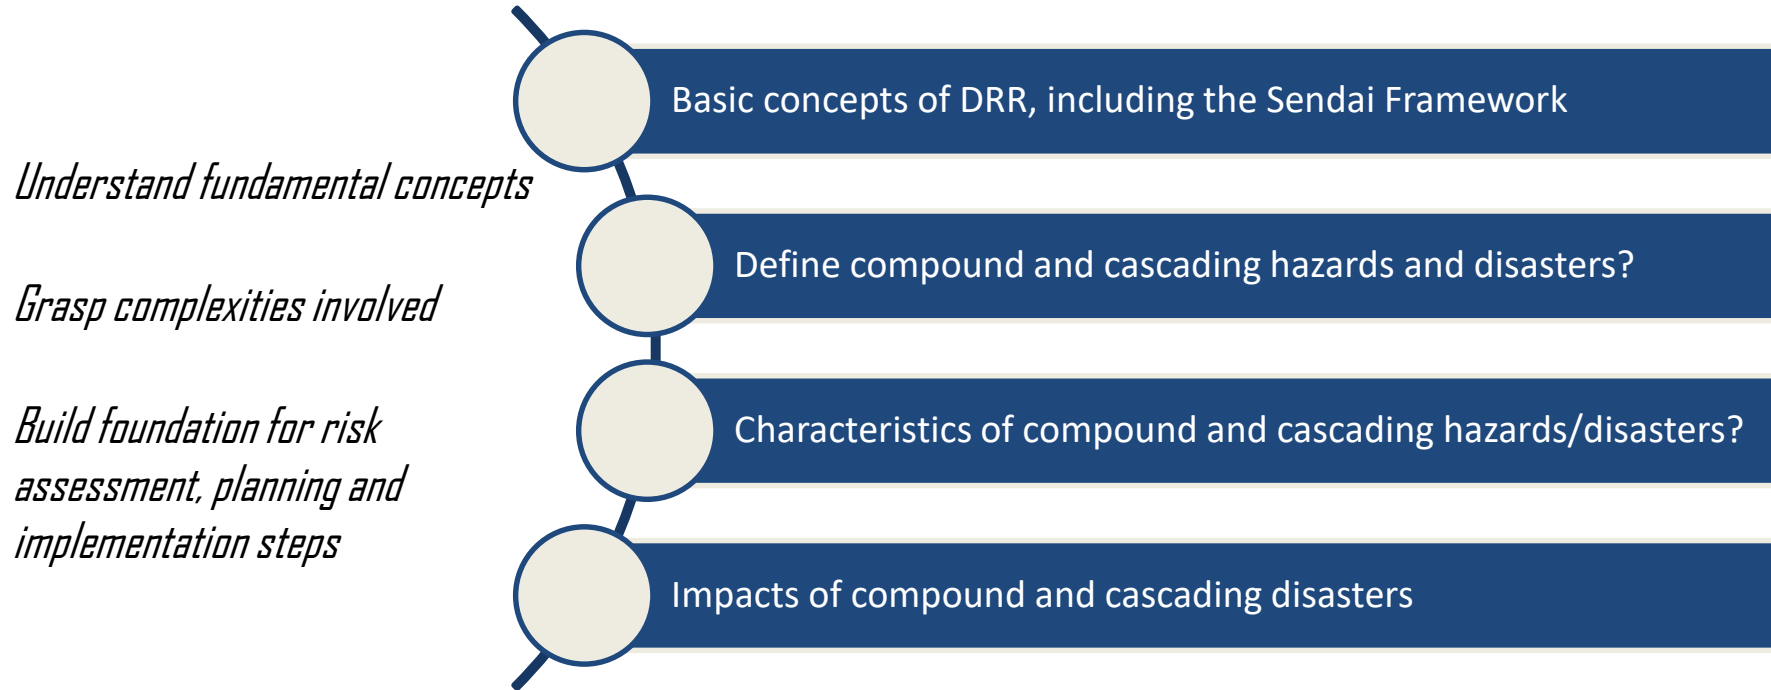 Understand fundamental concepts
Grasp complexities involved
Build foundation for risk
assessment, planning and
implementation steps
Basic concepts of DRR, including the Sendai Framework
Define compound and cascading hazards and disasters?
Characteristics of compound and cascading hazards/disasters?
Impacts of compound and cascading disasters